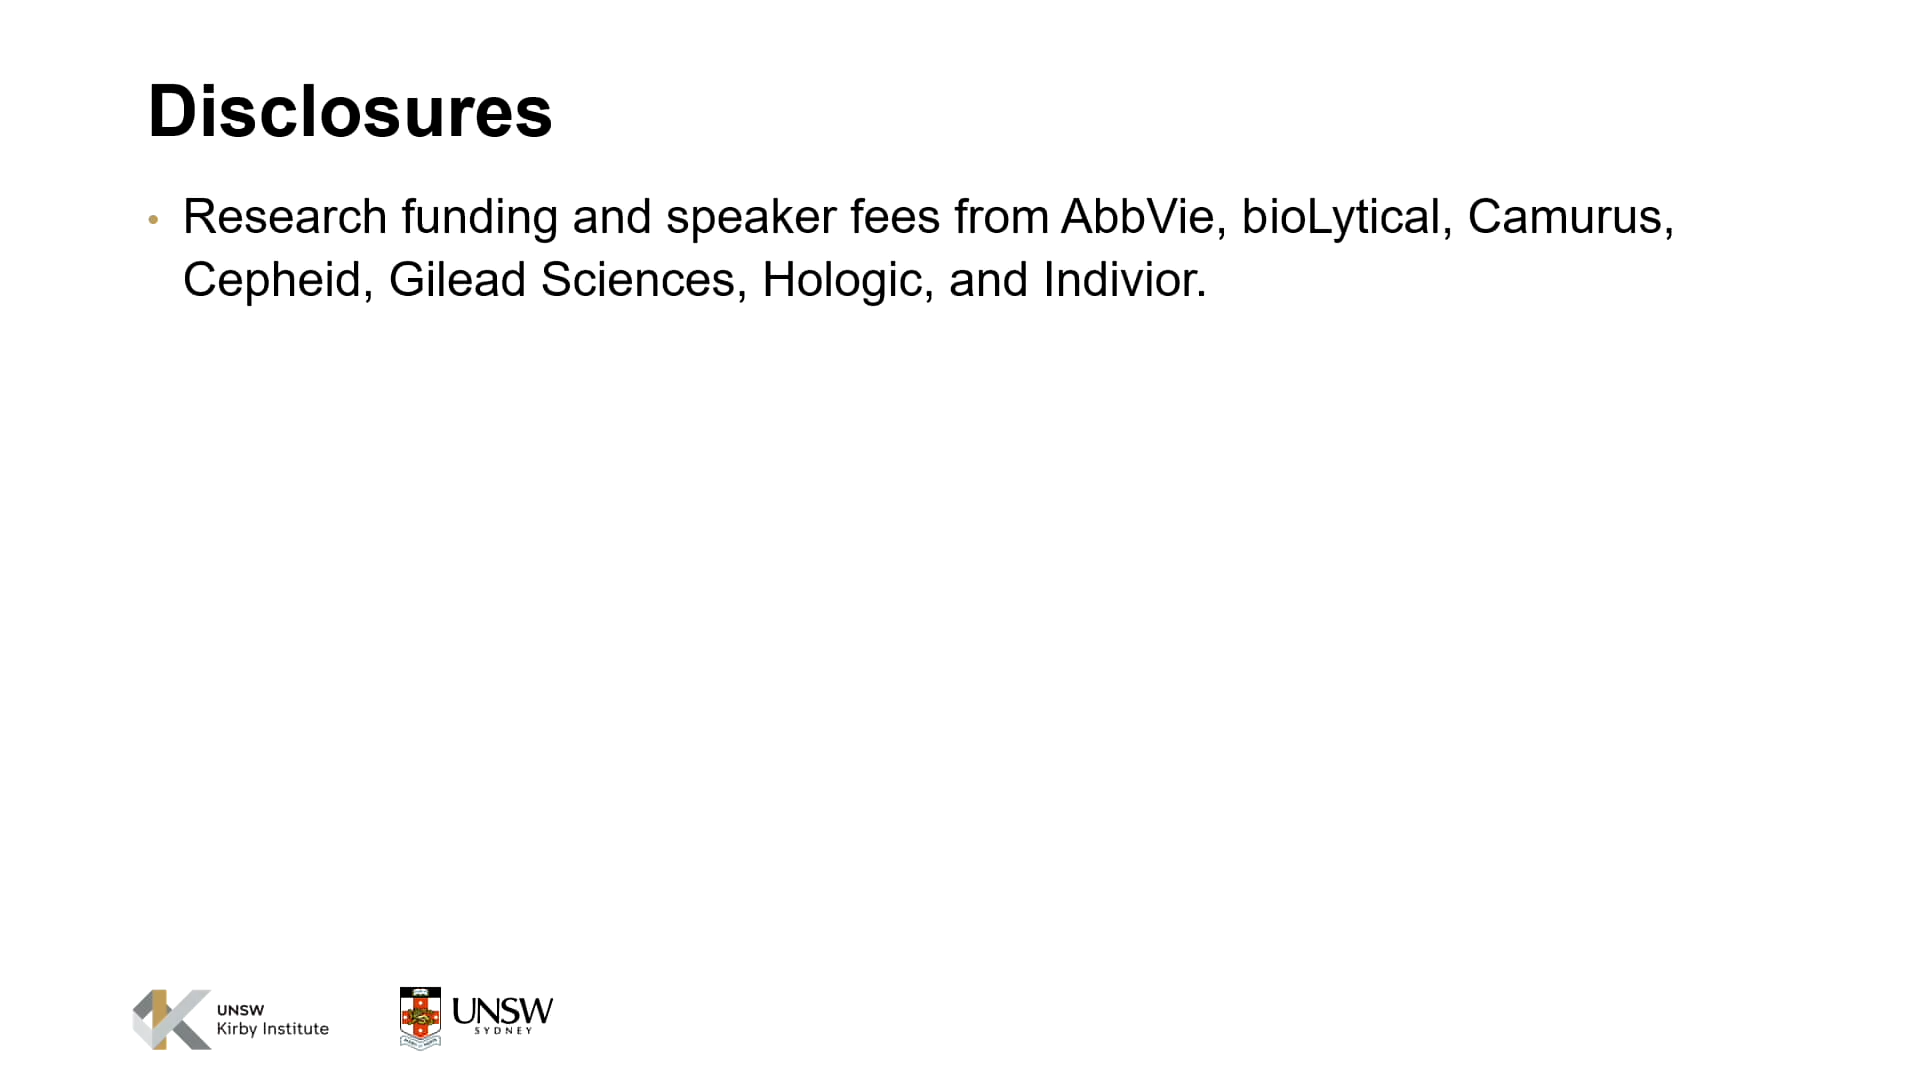 Disclosures
• Research funding and speaker fees from AbbVie, bioLytical, Camurus,
Cepheid, Gilead Sciences, Hologic, and Indivior.
UNSW
Kirby Institute
UNSW
SYDNEY